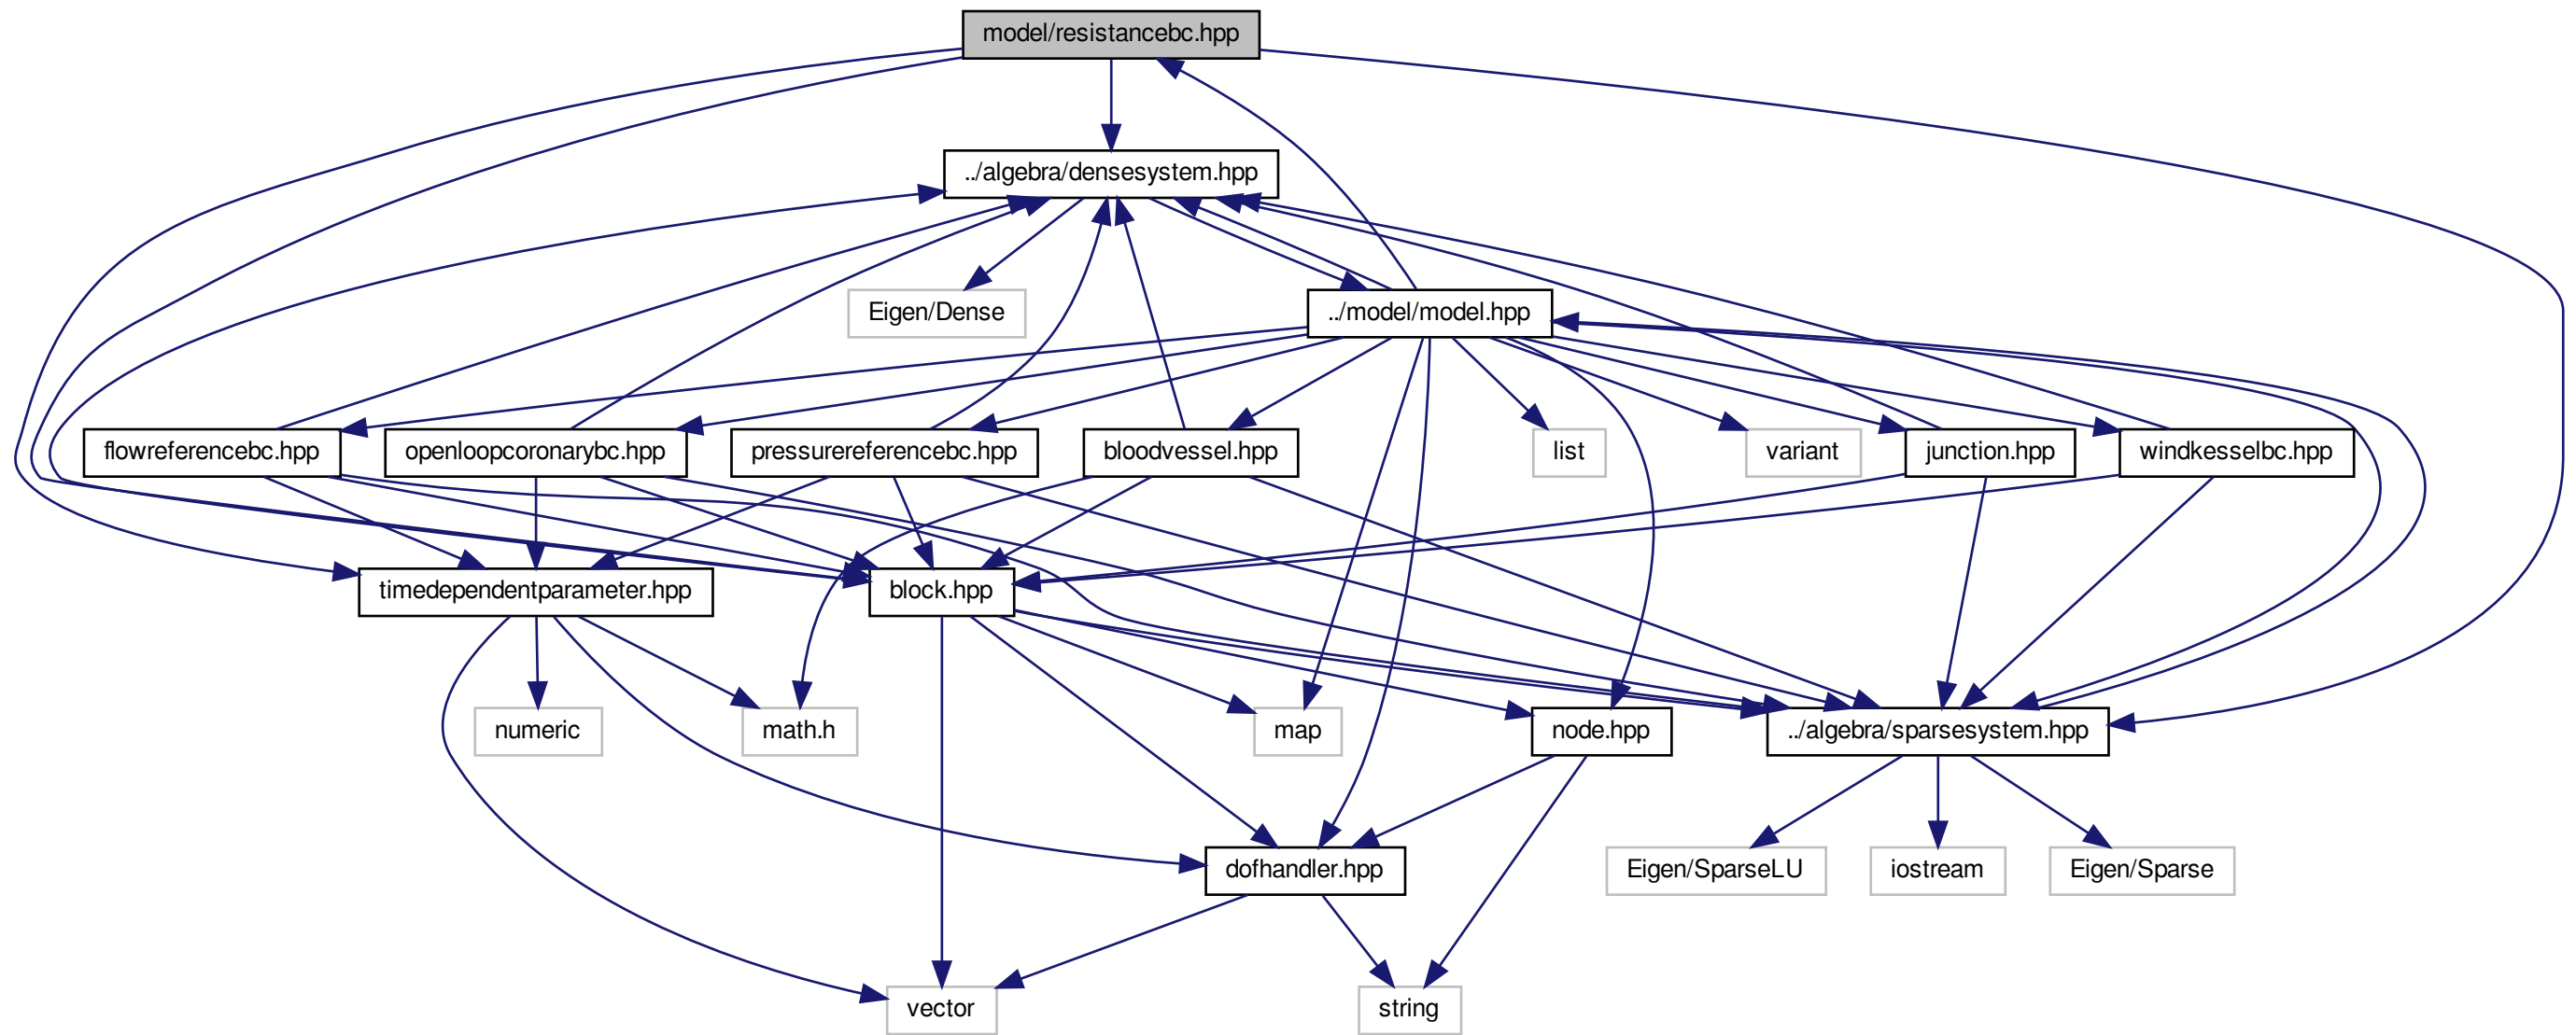 model/resistancebc.hpp
../algebra/densesystem.hpp
Eigen/Dense
../model/model.hpp
flowreferencebc.hpp
openloopcoronarybc.hpp
pressurereferencebc.hpp
bloodvessel.hpp
list
variant
junction.hpp
windkesselbc.hpp
timedependentparameter.hpp
block.hpp
numeric
math.h
map
node.hpp
../algebra/sparsesystem.hpp
dofhandler.hpp
Eigen/SparseLU
iostream
Eigen/Sparse
vector
string